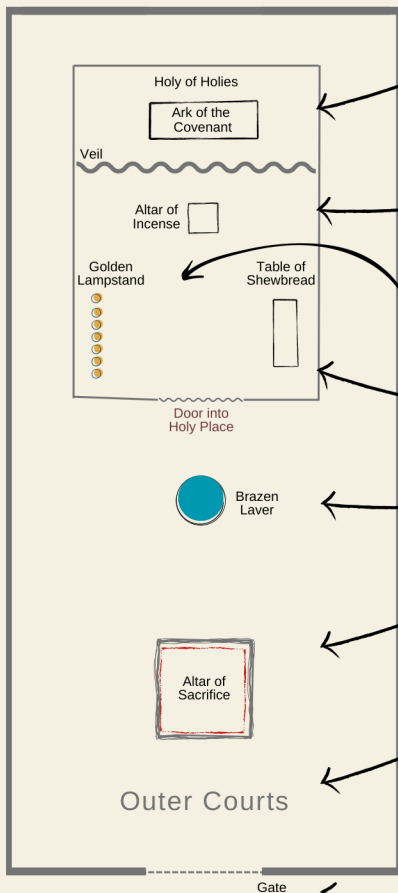 Holy of Holies
Ark of the
Covenant
Veil
Altar of
Incense
Golden
Lampstand
Table of
Shewbread
Door into
Holy Place
Brazen
Laver
Altar of
Sacrifice
Outer Courts
Gate